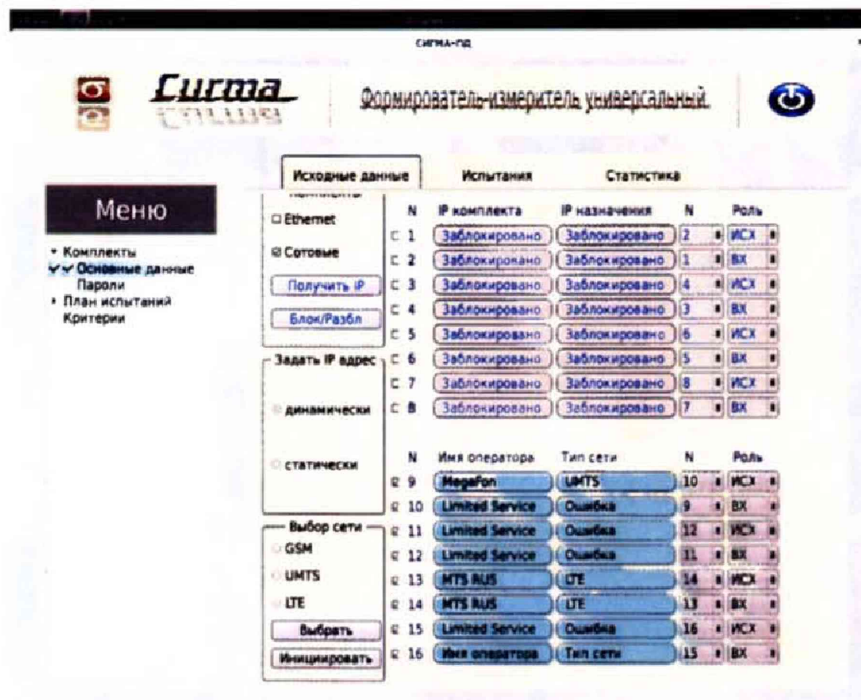 СИГМА-ПД
Сигма
Формирователь-измеритель универсальный
Исходные данные Испытания Статистика
Меню
Комплекты
Основные данные
Пароли
План испытаний
Критерии
Ethernet
Сотовые
Получить IP
Блок/Разбл
Задать IP адрес
динамически
статически
Выбор сети
GSM
UMTS
LTE
Выбрать
Инициировать
N IP комплекта IP назначения N Роль
1 Заблокировано Заблокировано 2 ИСХ
2 Заблокировано Заблокировано 1 ВХ
3 Заблокировано Заблокировано 4 ИСХ
4 Заблокировано Заблокировано 3 ВХ
5 Заблокировано Заблокировано 6 ИСХ
6 Заблокировано Заблокировано 5 ВХ
7 Заблокировано Заблокировано 8 ИСХ
8 Заблокировано Заблокировано 7 ВХ
N Имя оператора Тип сети N Роль
9 MegaFon UMTS 10 ИСХ
10 Limited Service Ошибка 9 ВХ
11 Limited Service Ошибка 12 ИСХ
12 Limited Service Ошибка 11 ВХ
13 MTS RUS LTE 14 ИСХ
14 MTS RUS LTE 13 ВХ
15 Limited Service Ошибка 16 ИСХ
16 Имя оператора Тип сети 15 ВХ